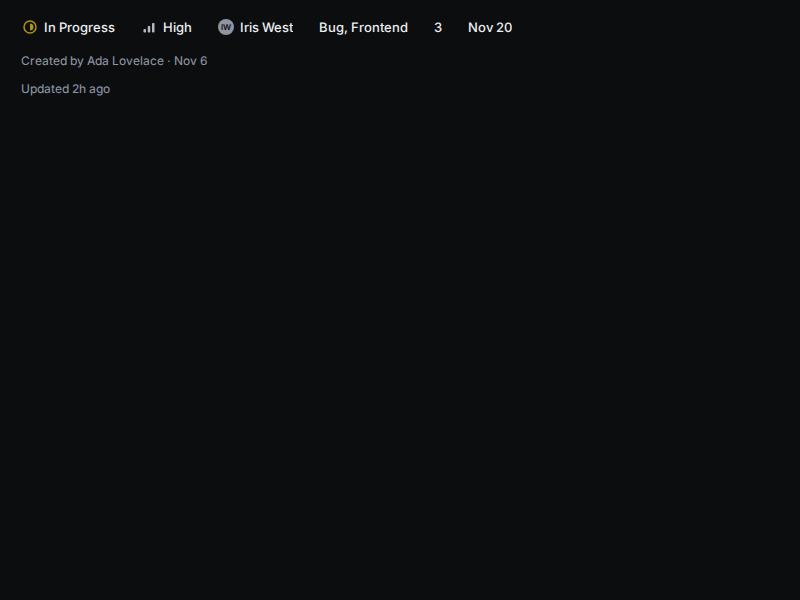 In Progress High IW Iris West Bug, Frontend 3 Nov 20
Created by Ada Lovelace · Nov 6
Updated 2h ago